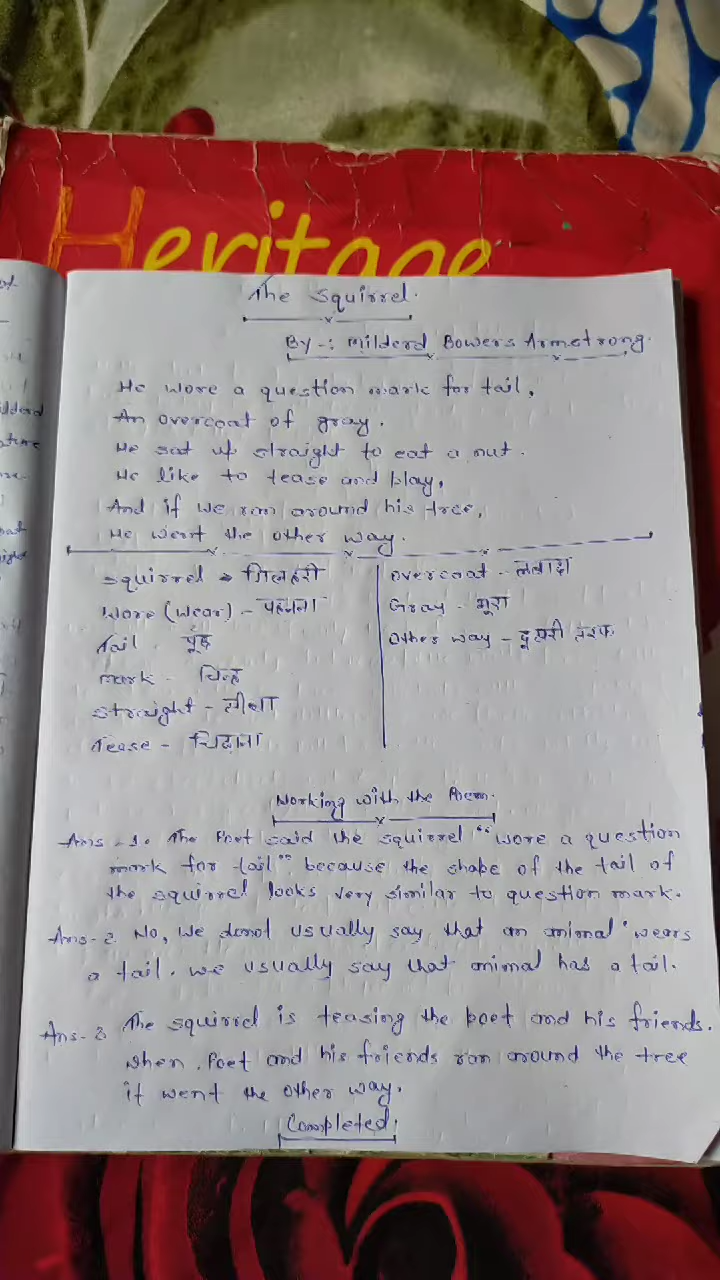 Heritage
The Squirrel.
By -: Milderd Bowers Armstrong.
He wore a question mark for tail,
An overcoat of gray.
He sat up straight to eat a nut.
He like to tease and play,
And if we ran around his tree,
He went the other way.
Squirrel → गिलहरी
Wore (Wear) - पहनना
Tail - पूँछ
mark - चिन्ह
straight - सीधा
Tease - चिढ़ाना
overcoat - लबादा
Gray - भूरा
Other way - दूसरी तरफ
Working with the Poem.
Ans - 1. The Poet said the squirrel "wore a question
mark for tail" because the shape of the tail of
the squirrel looks very similar to question mark.
Ans - 2 No, We donot usually say that an animal 'wears
a tail. we usually say that animal has a tail.
Ans - 3 The squirrel is teasing the poet and his friends.
when Poet and his friends ran around the tree
it went the other way.
Completed